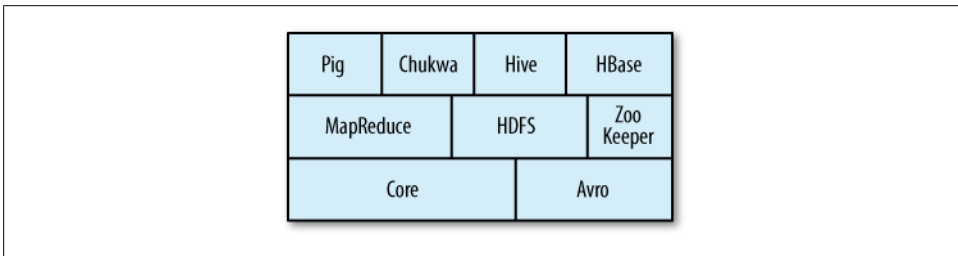 Pig
Chukwa
Hive
HBase
MapReduce
HDFS
Zoo
Keeper
Core
Avro